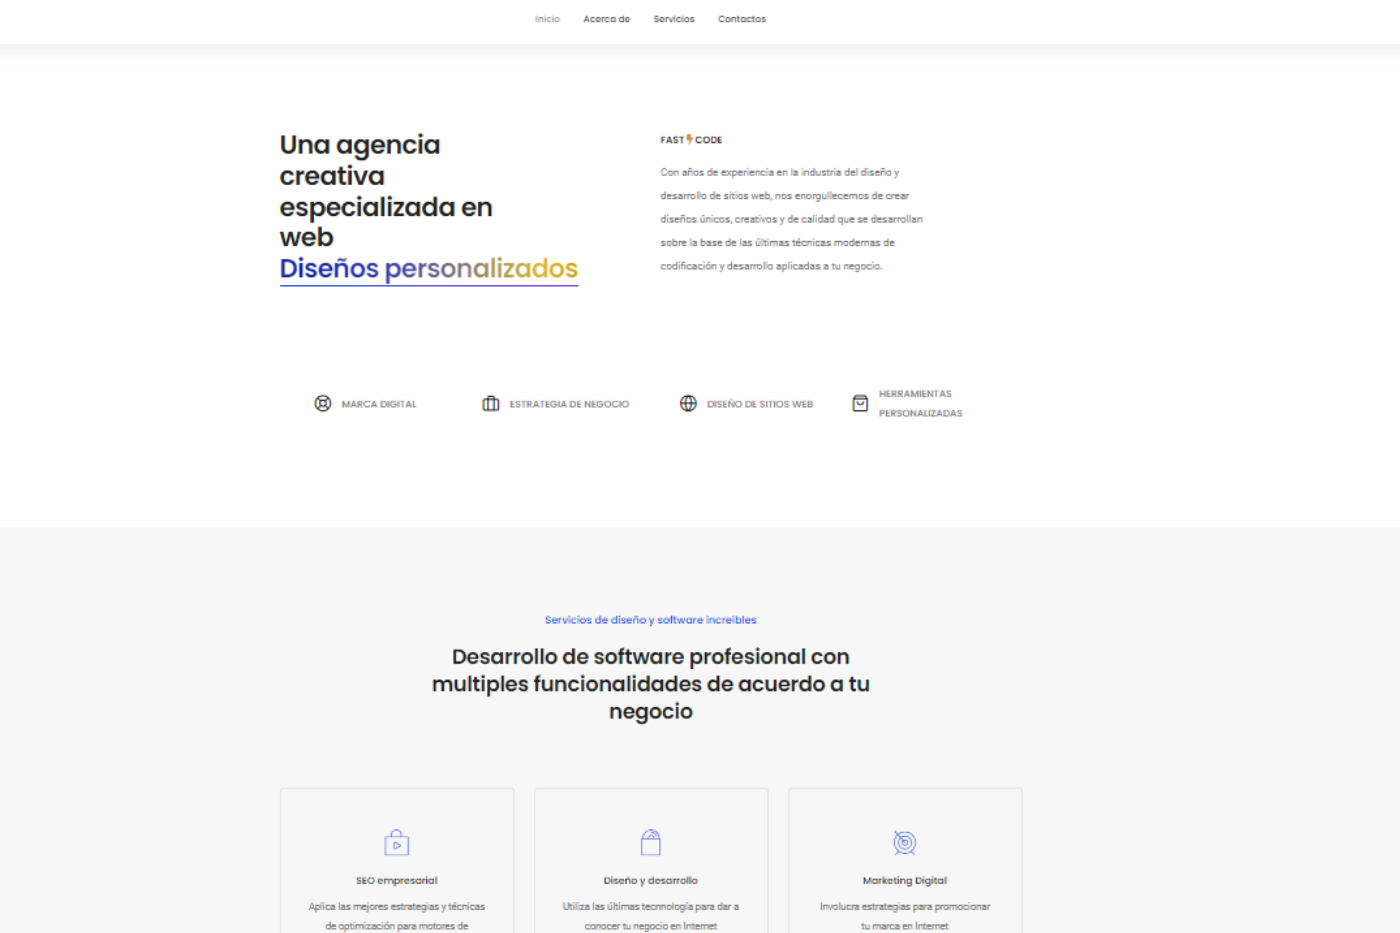 Inicio Acerca de Servicios Contactos
Una agencia
creativa
especializada en
web
Diseños personalizados
FAST CODE
Con años de experiencia en la industria del diseño y
desarrollo de sitios web, nos enorgullecemos de crear
diseños únicos, creativos y de calidad que se desarrollan
sobre la base de las últimas técnicas modernas de
codificación y desarrollo aplicadas a tu negocio.
MARCA DIGITAL
ESTRATEGIA DE NEGOCIO
DISEÑO DE SITIOS WEB
HERRAMIENTAS
PERSONALIZADAS
Servicios de diseño y software increíbles
Desarrollo de software profesional con
multiples funcionalidades de acuerdo a tu
negocio
SEO empresarial
Aplica las mejores estrategias y técnicas
de optimización para motores de
Diseño y desarrollo
Utiliza las últimas tecnnología para dar a
conocer tu negocio en Internet
Marketing Digital
Involucra estrategias para promocionar
tu marca en Internet